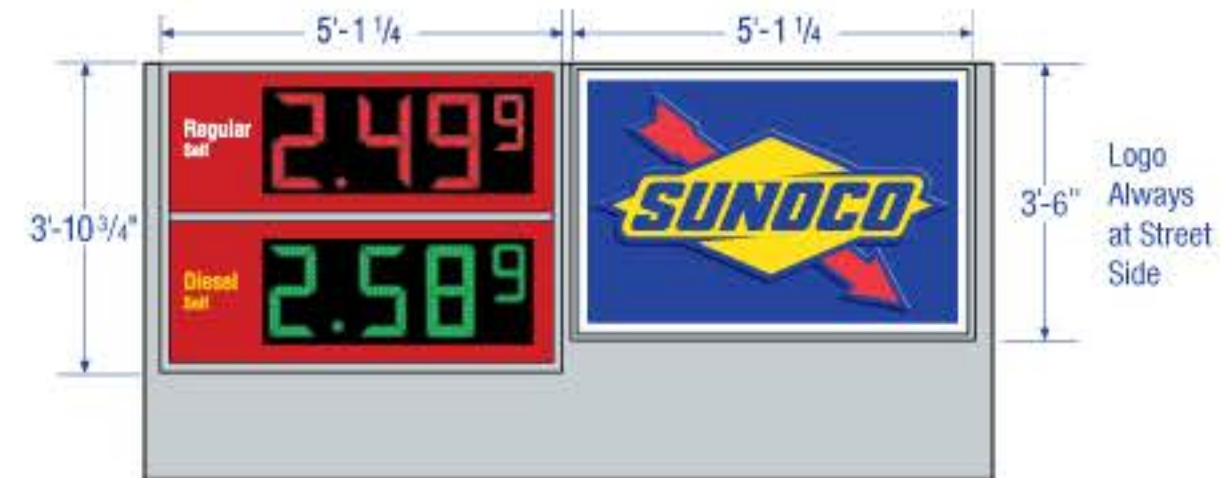 5'-1 1/4
5'-1 1/4
Regular
Self
2.49 9
3'-10 3/4"
Diesel
Self
2.58 9
SUNOCO
3'-6"
Logo
Always
at Street
Side